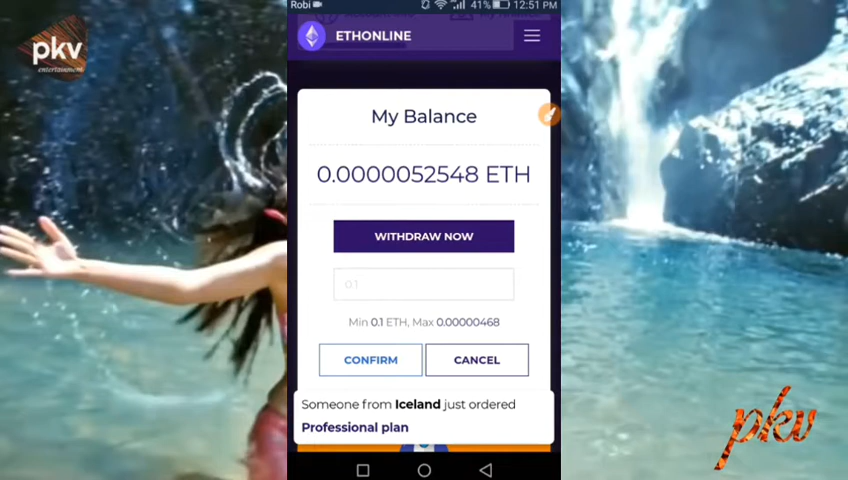 Robi 41% 12:51 PM
ETHONLINE
My Balance
0.0000052548 ETH
WITHDRAW NOW
0.1
Min 0.1 ETH, Max 0.00000468
CONFIRM CANCEL
Someone from Iceland just ordered
Professional plan
pkv
entertainment
pkv